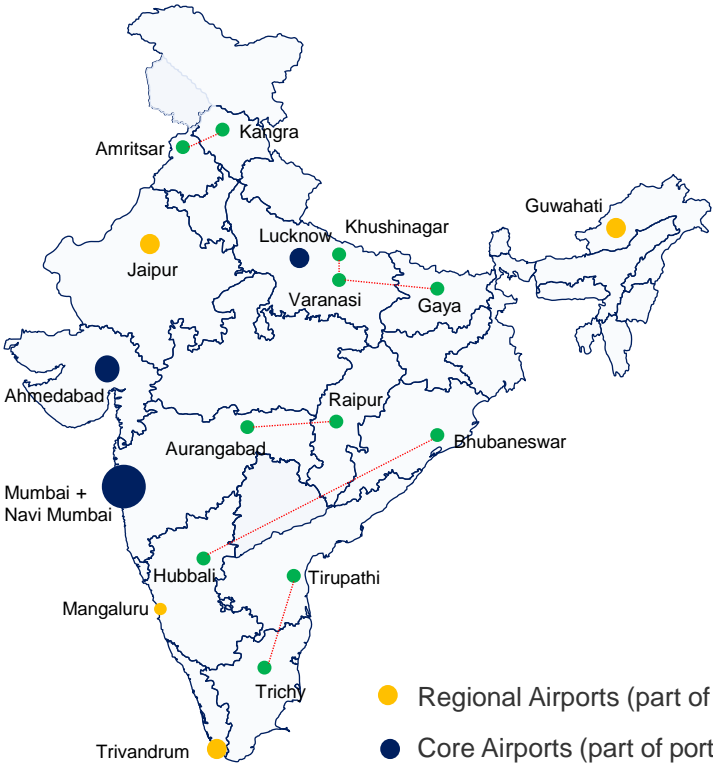 Kangra
Amritsar
Guwahati
Khushinagar
Lucknow
Jaipur
Varanasi
Gaya
Ahmedabad
Raipur
Aurangabad
Bhubaneswar
Mumbai +
Navi Mumbai
Hubbali
Tirupathi
Mangaluru
Trichy
Regional Airports (part of
Trivandrum
Core Airports (part of port